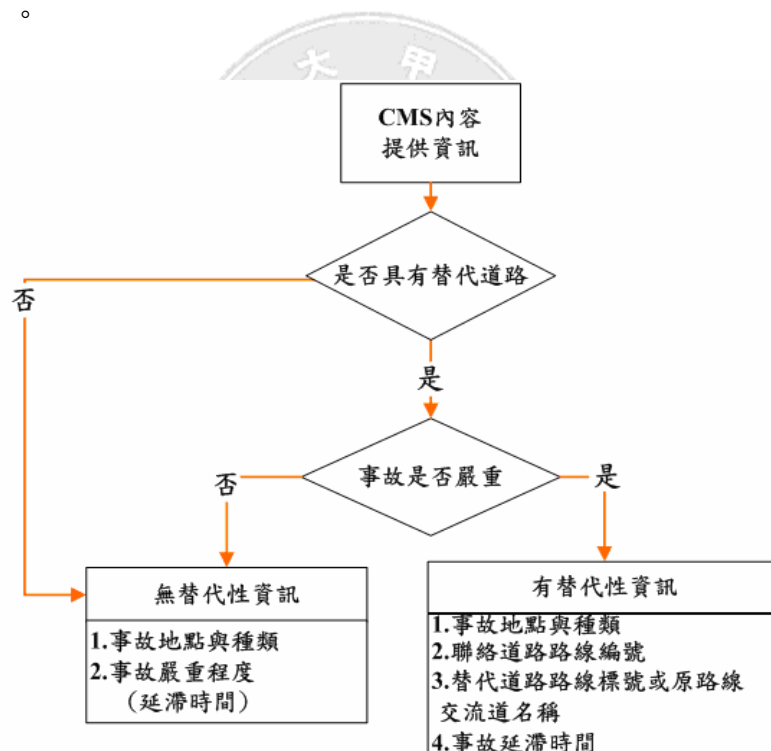 。
大 甲
CMS內容
提供資訊
是否具有替代道路
否
是
事故是否嚴重
否
是
無替代性資訊
1.事故地點與種類
2.事故嚴重程度
(延滯時間)
有替代性資訊
1.事故地點與種類
2.聯絡道路路線編號
3.替代道路路線標號或原路線
交流道名稱
4.事故延滯時間